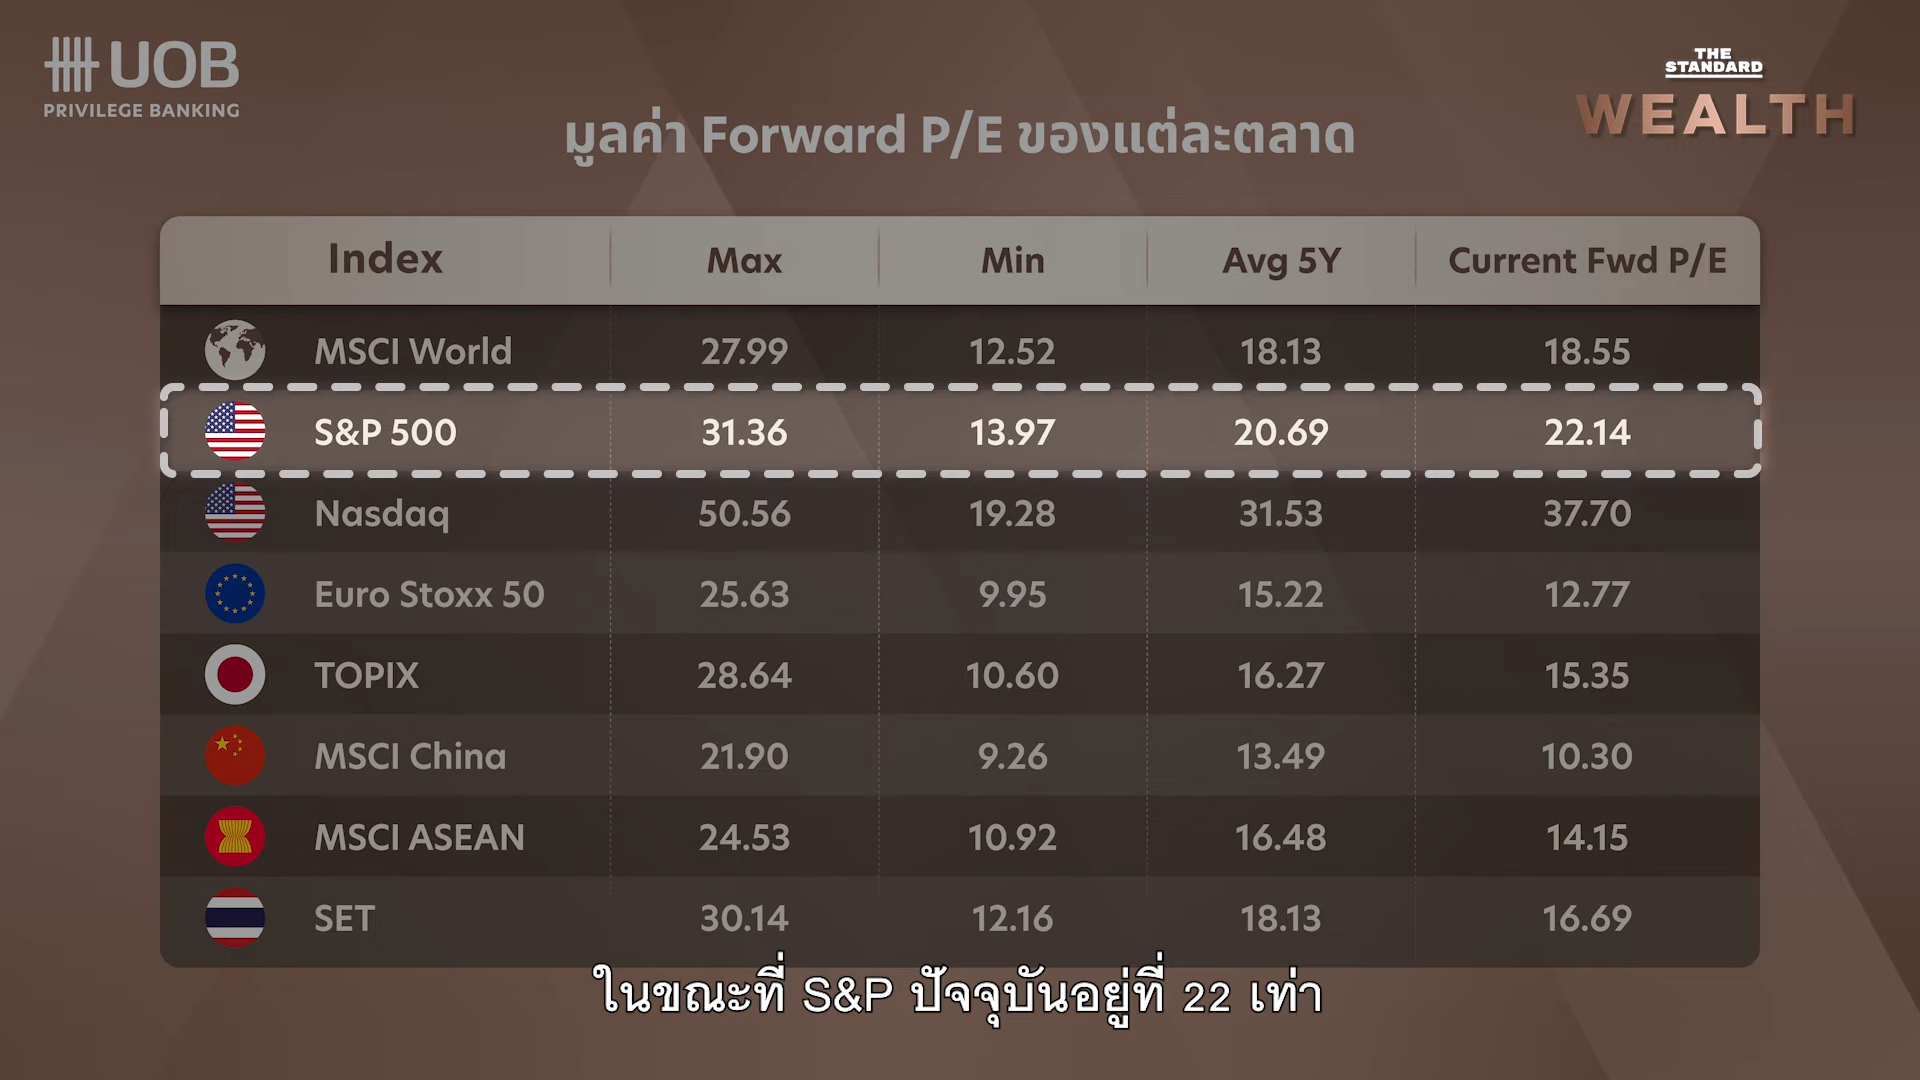 UOB
PRIVILEGE BANKING
THE
STANDARD
WEALTH
มูลค่า Forward P/E ของแต่ละตลาด
Index Max Min Avg 5Y Current Fwd P/E
MSCI World 27.99 12.52 18.13 18.55
S&P 500 31.36 13.97 20.69 22.14
Nasdaq 50.56 19.28 31.53 37.70
Euro Stoxx 50 25.63 9.95 15.22 12.77
TOPIX 28.64 10.60 16.27 15.35
MSCI China 21.90 9.26 13.49 10.30
MSCI ASEAN 24.53 10.92 16.48 14.15
SET 30.14 12.16 18.13 16.69
ในขณะที่ S&P ปัจจุบันอยู่ที่ 22 เท่า